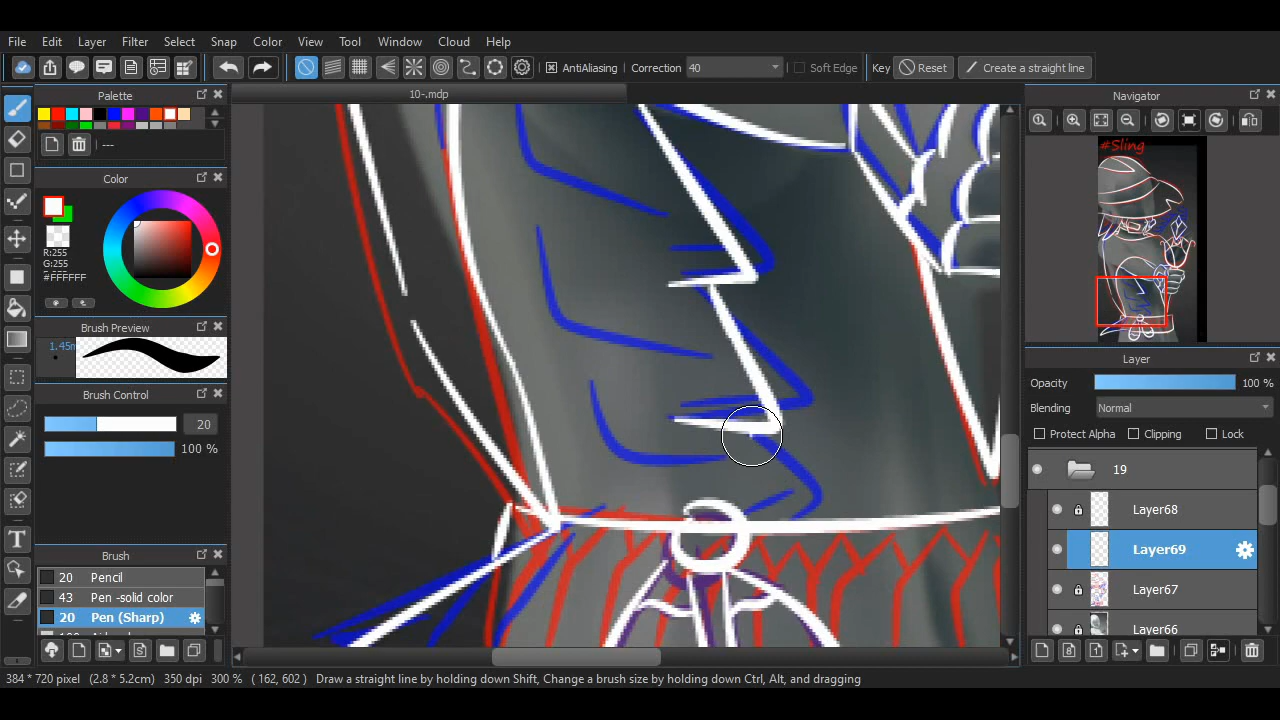 File Edit Layer Filter Select Snap Color View Tool Window Cloud Help
AntiAliasing Correction 40 Soft Edge Key Reset Create a straight line
Palette
10-.mdp
Navigator
---
#Sling
Color
R:255
G:255
#FFFFFF
Brush Preview
Brush Control
20
100 %
Brush
20 Pencil
43 Pen -solid color
20 Pen (Sharp)
Layer
Opacity 100 %
Blending Normal
Protect Alpha Clipping Lock
19
Layer68
Layer69
Layer67
Layer66
384 * 720 pixel (2.8 * 5.2cm) 350 dpi 300 % ( 162, 602 ) Draw a straight line by holding down Shift, Change a brush size by holding down Ctrl, Alt, and dragging